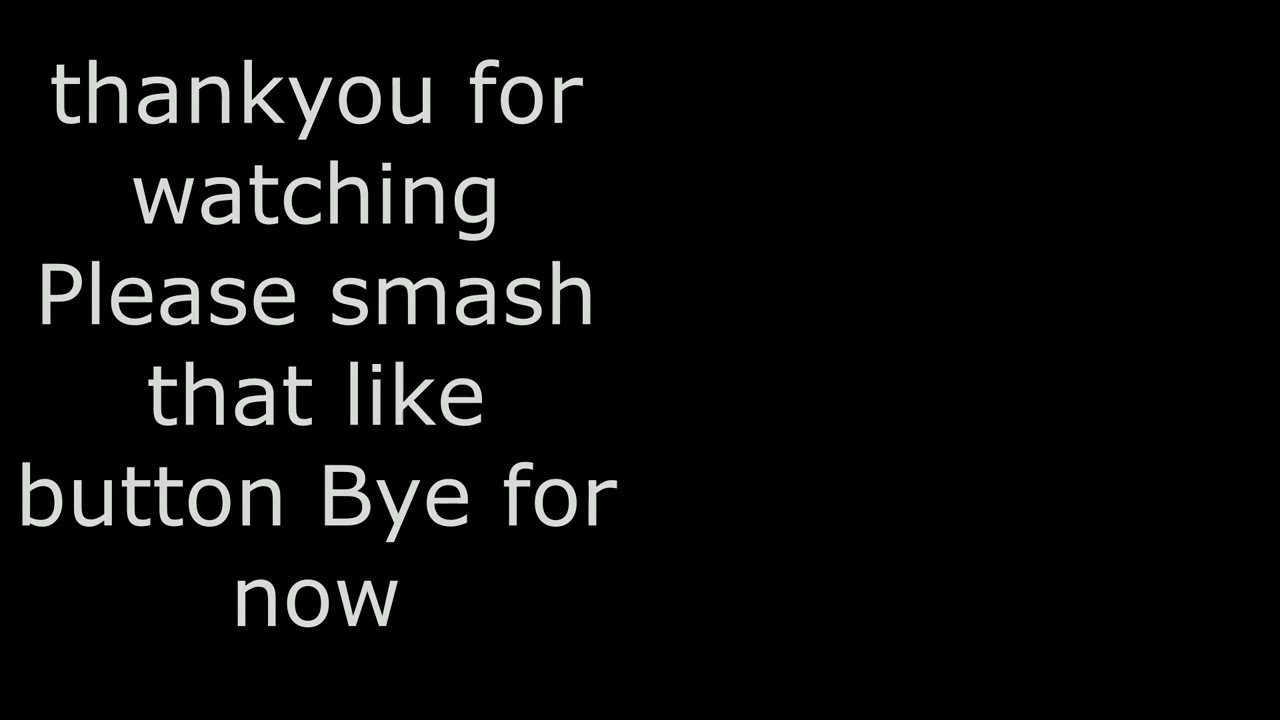 thankyou for
watching
Please smash
that like
button Bye for
now